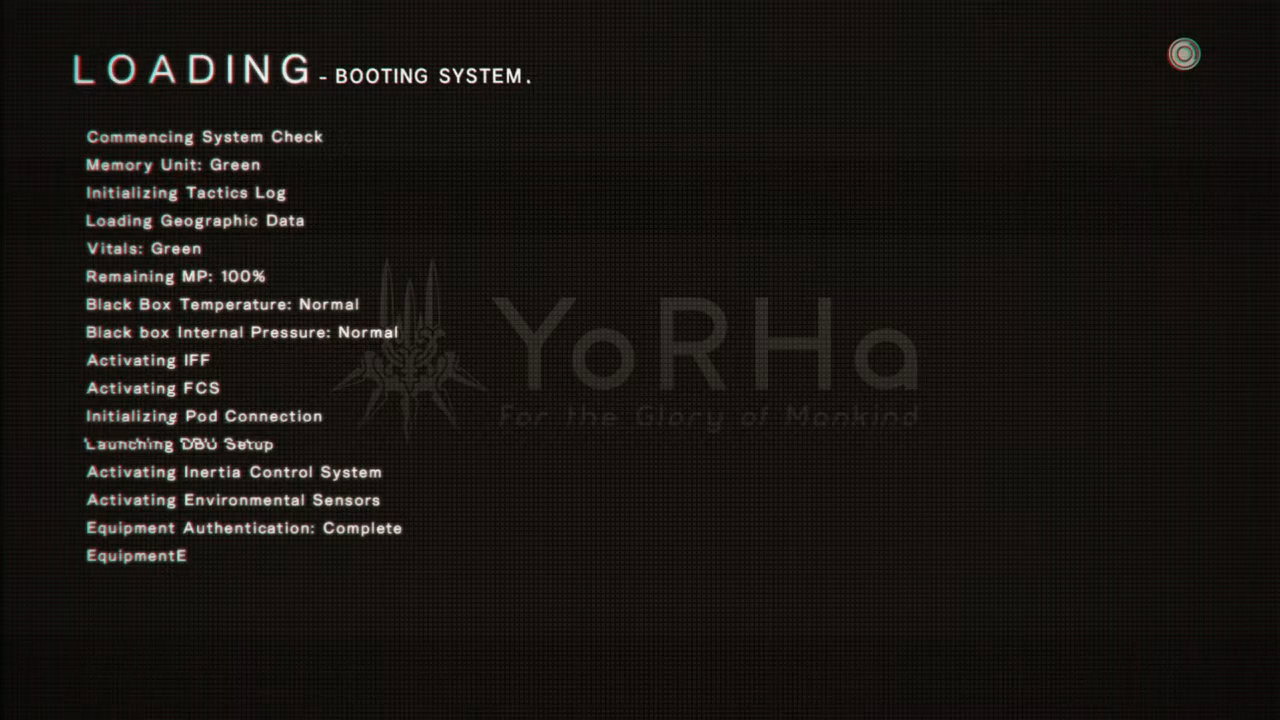 LOADING - BOOTING SYSTEM.
Commencing System Check
Memory Unit: Green
Initializing Tactics Log
Loading Geographic Data
Vitals: Green
Remaining MP: 100%
Black Box Temperature: Normal
Black box Internal Pressure: Normal
Activating IFF
Activating FCS
Initializing Pod Connection
Launching DBU Setup
Activating Inertia Control System
Activating Environmental Sensors
Equipment Authentication: Complete
EquipmentE
YoRHa
For the Glory of Mankind